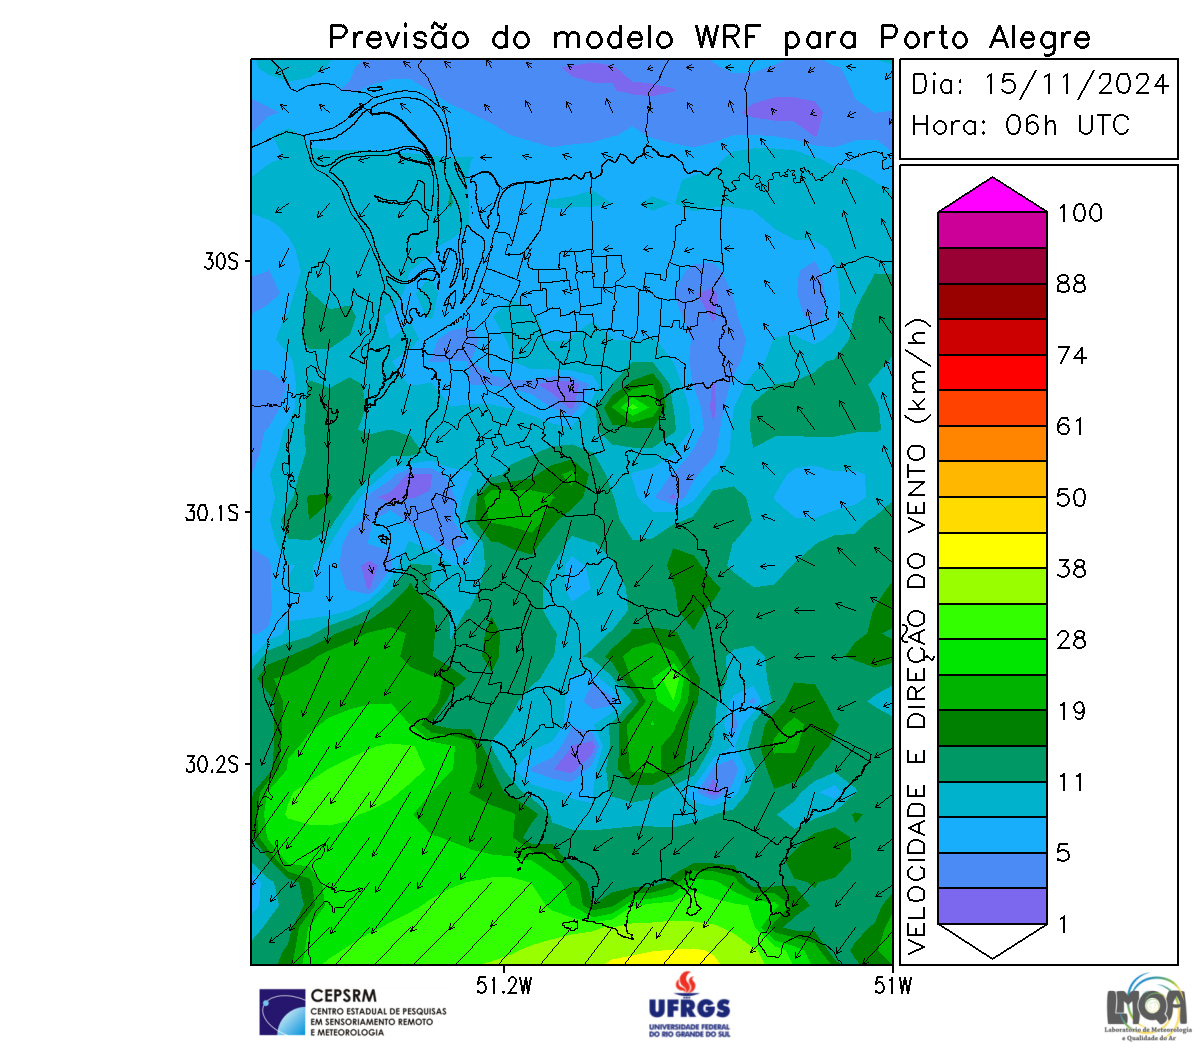 Previsão do modelo WRF para Porto Alegre
Dia: 15/11/2024
Hora: 06h UTC
30S
30.1S
30.2S
51.2W
51W
VELOCIDADE E DIREÇÃO DO VENTO (km/h)
100
88
74
61
50
38
28
19
11
5
1
CEPSRM
CENTRO ESTADUAL DE PESQUISAS
EM SENSORIAMENTO REMOTO
E METEOROLOGIA
UFRGS
UNIVERSIDADE FEDERAL
DO RIO GRANDE DO SUL
LMQA
Laboratório de Meteorologia
e Qualidade do Ar